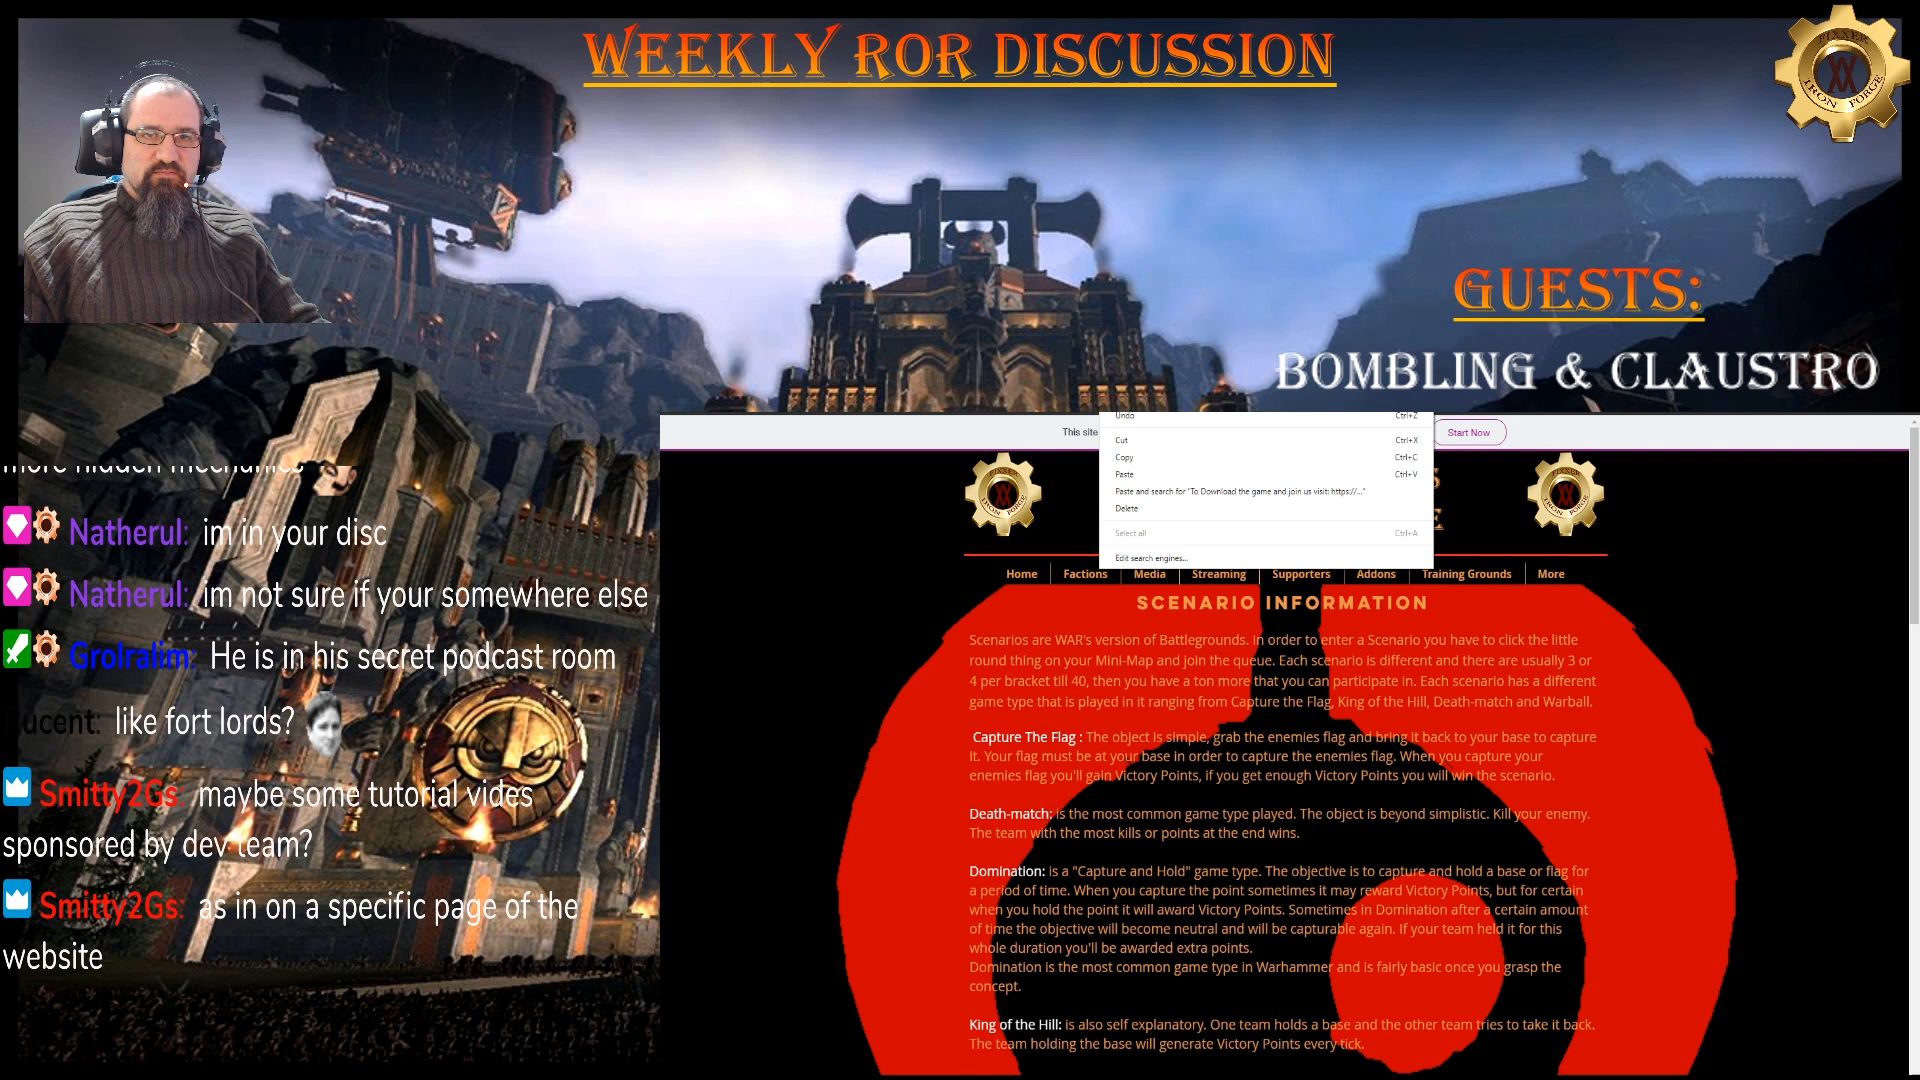 WEEKLY ROR DISCUSSION
FIXXER
IRON FORGE
GUESTS:
BOMBLING & CLAUSTRO
more hidden mechanics
Natherul: im in your disc
Natherul: im not sure if your somewhere else
Grolralim: He is in his secret podcast room
Rucent: like fort lords?
Smitty2Gs: maybe some tutorial vides
sponsored by dev team?
Smitty2Gs: as in on a specific page of the
website
This site
Start Now
Undo Ctrl+Z
Cut Ctrl+X
Copy Ctrl+C
Paste Ctrl+V
Paste and search for "To Download the game and join us visit: https://..."
Delete
Select all Ctrl+A
Edit search engines...
Home Factions Media Streaming Supporters Addons Training Grounds More
SCENARIO INFORMATION
Scenarios are WAR's version of Battlegrounds. In order to enter a Scenario you have to click the little
round thing on your Mini-Map and join the queue. Each scenario is different and there are usually 3 or
4 per bracket till 40, then you have a ton more that you can participate in. Each scenario has a different
game type that is played in it ranging from Capture the Flag, King of the Hill, Death-match and Warball.
Capture The Flag : The object is simple, grab the enemies flag and bring it back to your base to capture
it. Your flag must be at your base in order to capture the enemies flag. When you capture your
enemies flag you'll gain Victory Points, if you get enough Victory Points you will win the scenario.
Death-match: is the most common game type played. The object is beyond simplistic. Kill your enemy.
The team with the most kills or points at the end wins.
Domination: is a "Capture and Hold" game type. The objective is to capture and hold a base or flag for
a period of time. When you capture the point sometimes it may reward Victory Points, but for certain
when you hold the point it will award Victory Points. Sometimes in Domination after a certain amount
of time the objective will become neutral and will be capturable again. If your team held it for this
whole duration you'll be awarded extra points.
Domination is the most common game type in Warhammer and is fairly basic once you grasp the
concept.
King of the Hill: is also self explanatory. One team holds a base and the other team tries to take it back.
The team holding the base will generate Victory Points every tick.